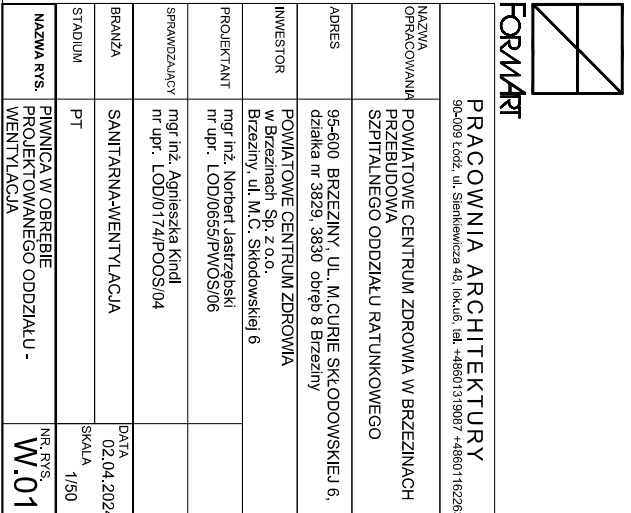 FORMART
PRACOWNIA ARCHITEKTURY
90-009 Łódź, ul. Sienkiewicza 48, lok.u6, tel. +48601319087 +4860116226
NAZWA
OPRACOWANIA
POWIATOWE CENTRUM ZDROWIA W BRZEZINACH
PRZEBUDOWA
SZPITALNEGO ODDZIAŁU RATUNKOWEGO
ADRES
95-600 BRZEZINY, UL. M.CURIE SKŁODOWSKIEJ 6,
działka nr 3829, 3830 obręb 8 Brzeziny
INWESTOR
POWIATOWE CENTRUM ZDROWIA
w Brzezinach Sp. z o.o.
Brzeziny, ul. M.C. Skłodowskiej 6
PROJEKTANT
mgr inż. Norbert Jastrzębski
nr upr. LOD/0655/PWOS/06
SPRAWDZAJĄCY
mgr inż. Agnieszka Kindl
nr upr. LOD/0174/POOS/04
BRANŻA
SANITARNA-WENTYLACJA
DATA
02.04.2024
STADIUM
PT
SKALA
1/50
NAZWA RYS.
PIWNICA W OBRĘBIE
PROJEKTOWANEGO ODDZIAŁU -
WENTYLACJA
NR. RYS.
W.01